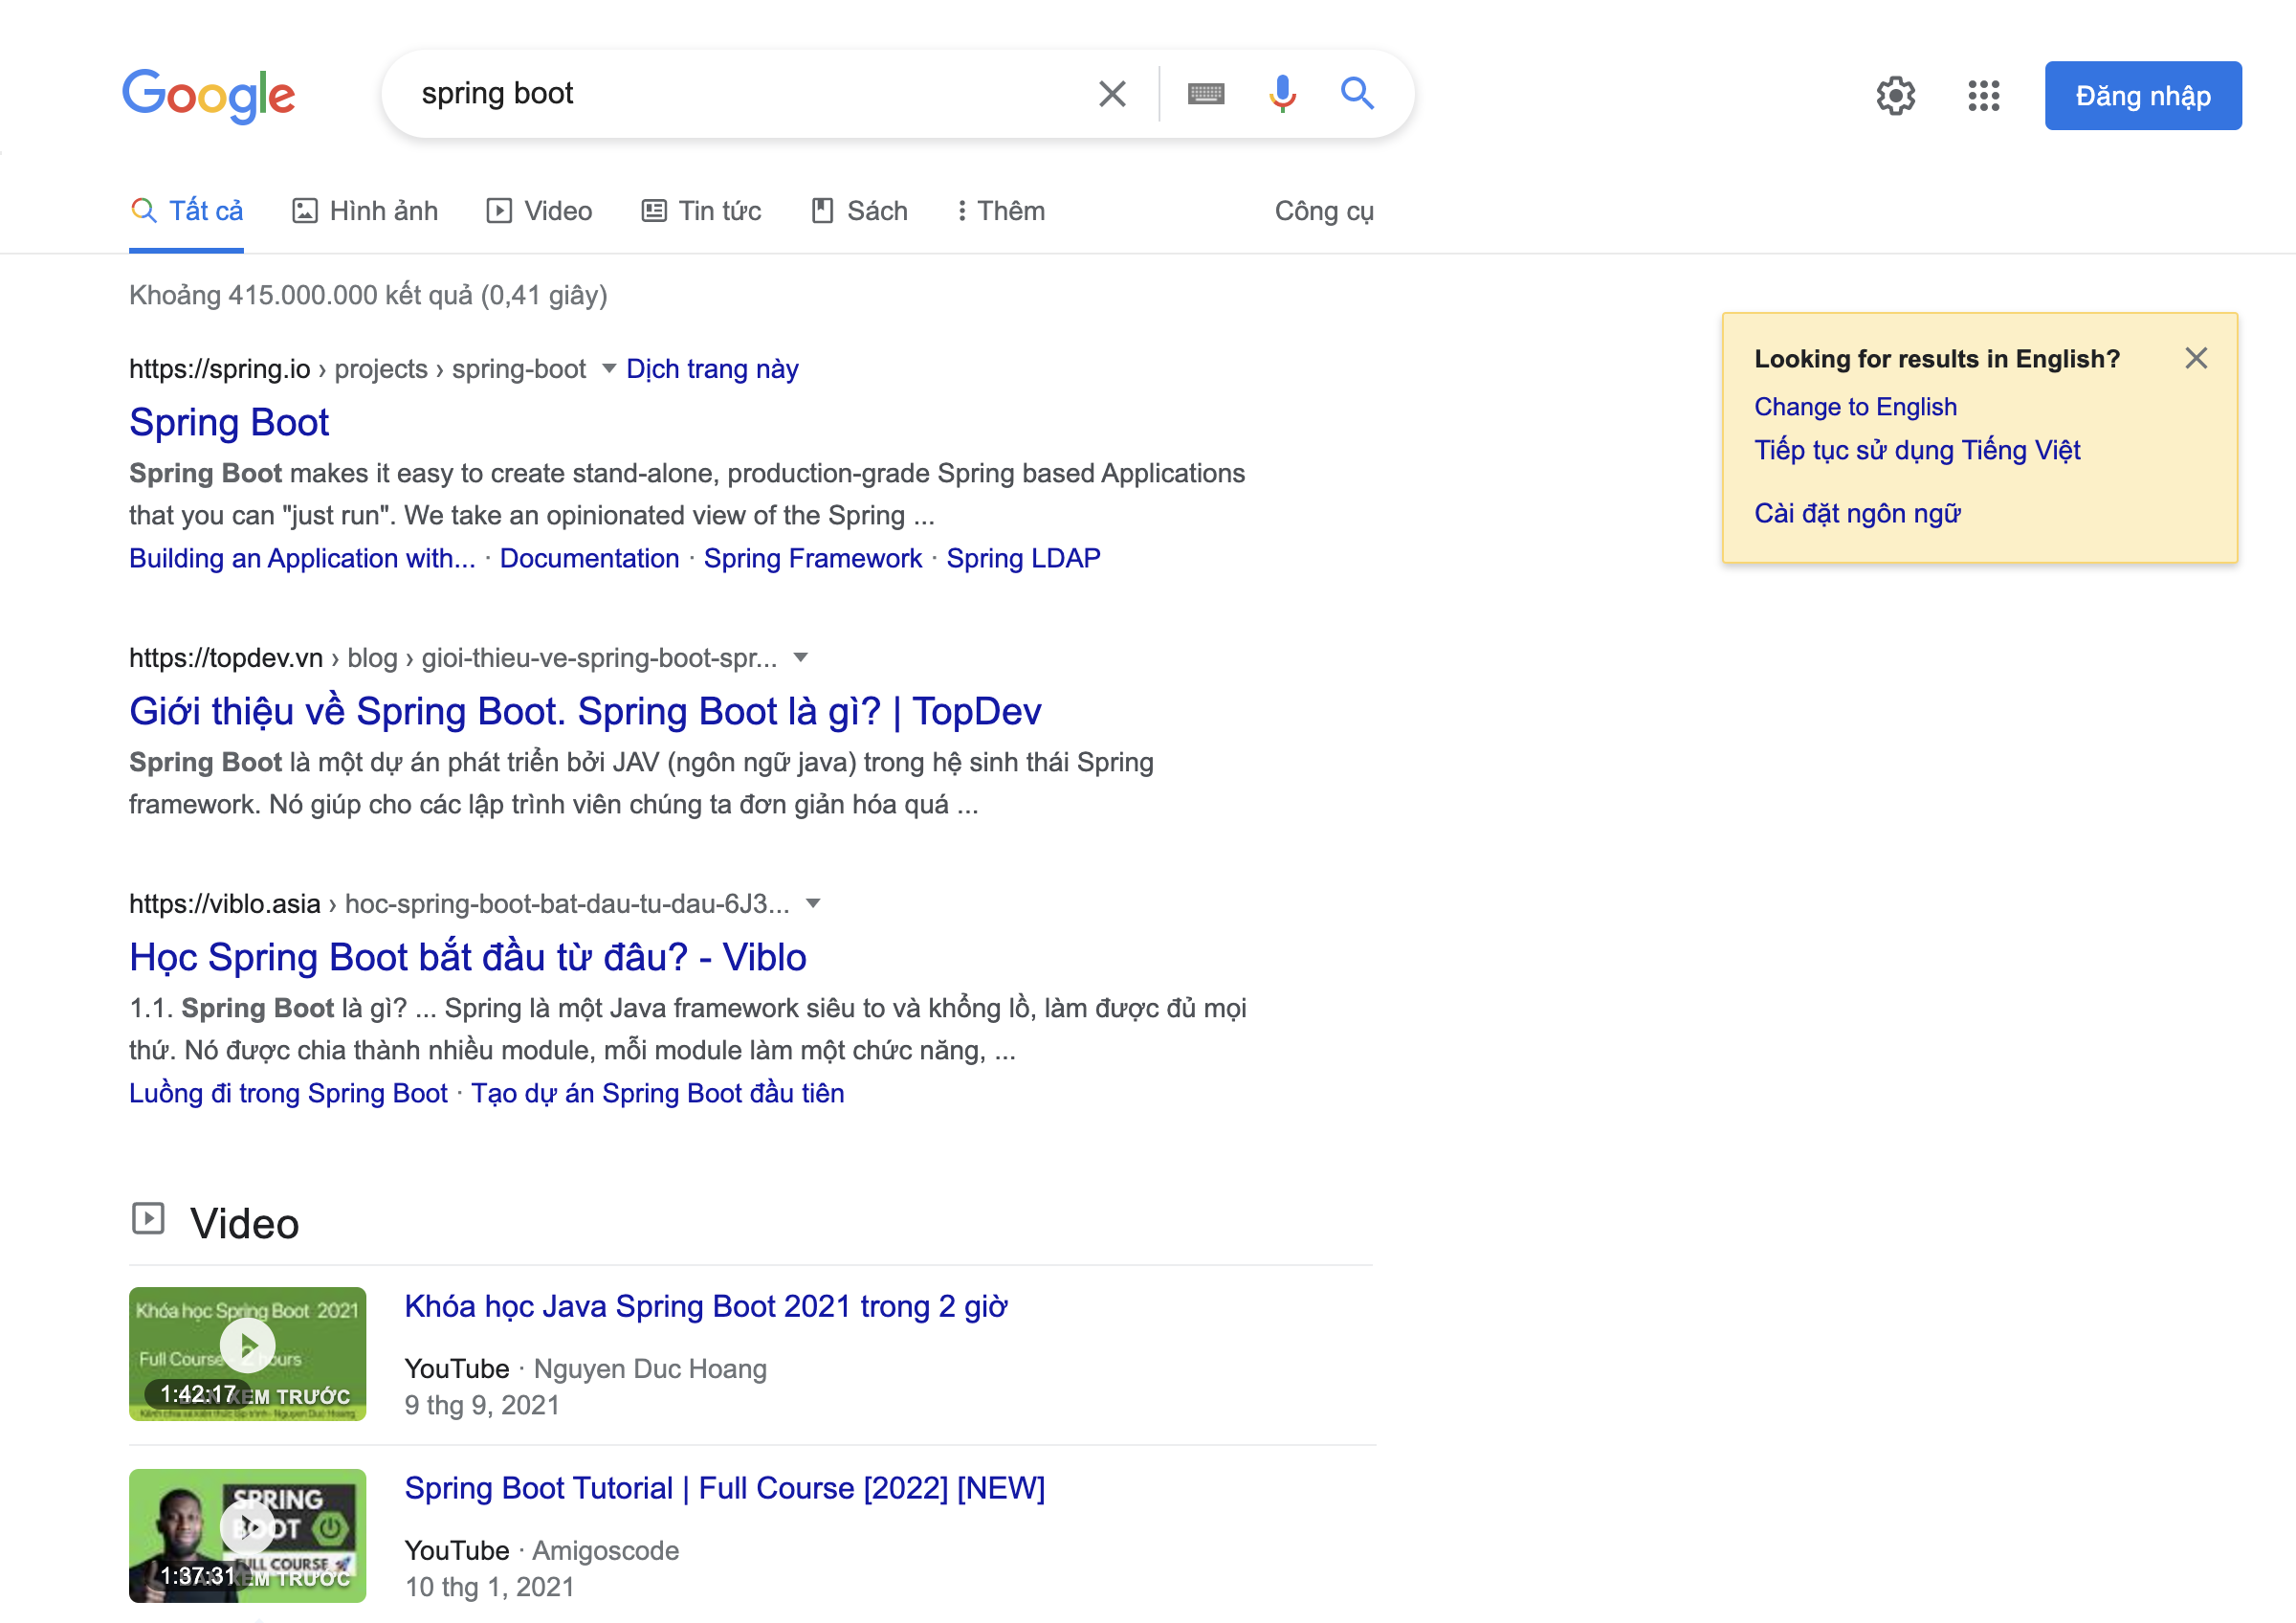 Google
spring boot
Đăng nhập
Tất cả
Hình ảnh
Video
Tin tức
Sách
Thêm
Công cụ
Khoảng 415.000.000 kết quả (0,41 giây)
https://spring.io › projects › spring-boot Dịch trang này
Spring Boot
Spring Boot makes it easy to create stand-alone, production-grade Spring based Applications
that you can "just run". We take an opinionated view of the Spring ...
Building an Application with... · Documentation · Spring Framework · Spring LDAP
Looking for results in English?
Change to English
Tiếp tục sử dụng Tiếng Việt
Cài đặt ngôn ngữ
https://topdev.vn › blog › gioi-thieu-ve-spring-boot-spr...
Giới thiệu về Spring Boot. Spring Boot là gì? | TopDev
Spring Boot là một dự án phát triển bởi JAV (ngôn ngữ java) trong hệ sinh thái Spring
framework. Nó giúp cho các lập trình viên chúng ta đơn giản hóa quá ...
https://viblo.asia › hoc-spring-boot-bat-dau-tu-dau-6J3...
Học Spring Boot bắt đầu từ đâu? - Viblo
1.1. Spring Boot là gì? ... Spring là một Java framework siêu to và khổng lồ, làm được đủ mọi
thứ. Nó được chia thành nhiều module, mỗi module làm một chức năng, ...
Luồng đi trong Spring Boot · Tạo dự án Spring Boot đầu tiên
Video
Khóa học Spring Boot 2021
Full Course
1:42:17
XEM TRƯỚC
Khóa học Java Spring Boot 2021 trong 2 giờ
YouTube · Nguyen Duc Hoang
9 thg 9, 2021
SPRING
BOOT
FULL COURSE
1:37:31
XEM TRƯỚC
Spring Boot Tutorial | Full Course [2022] [NEW]
YouTube · Amigoscode
10 thg 1, 2021